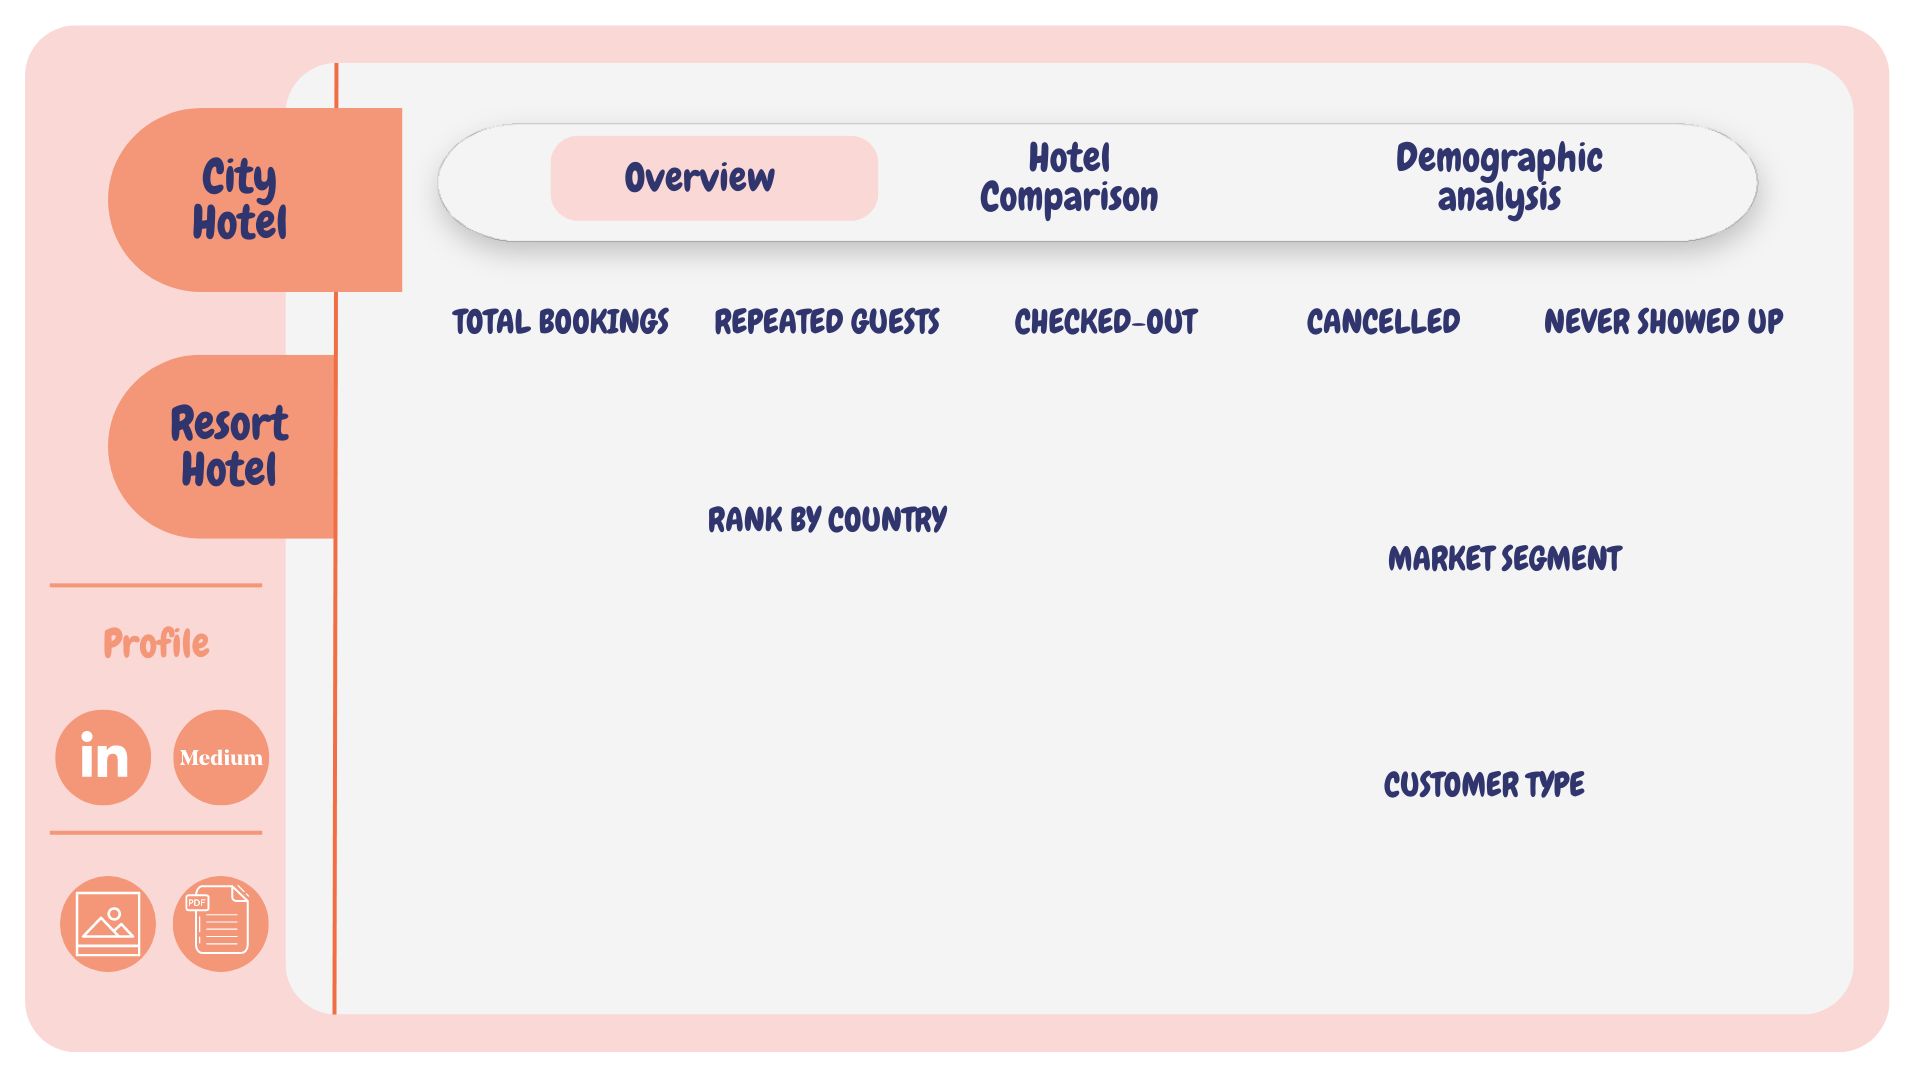 City
Hotel
Resort
Hotel
Profile
in
Medium
PDF
Overview
Hotel
Comparison
Demographic
analysis
TOTAL BOOKINGS
REPEATED GUESTS
CHECKED-OUT
CANCELLED
NEVER SHOWED UP
RANK BY COUNTRY
MARKET SEGMENT
CUSTOMER TYPE